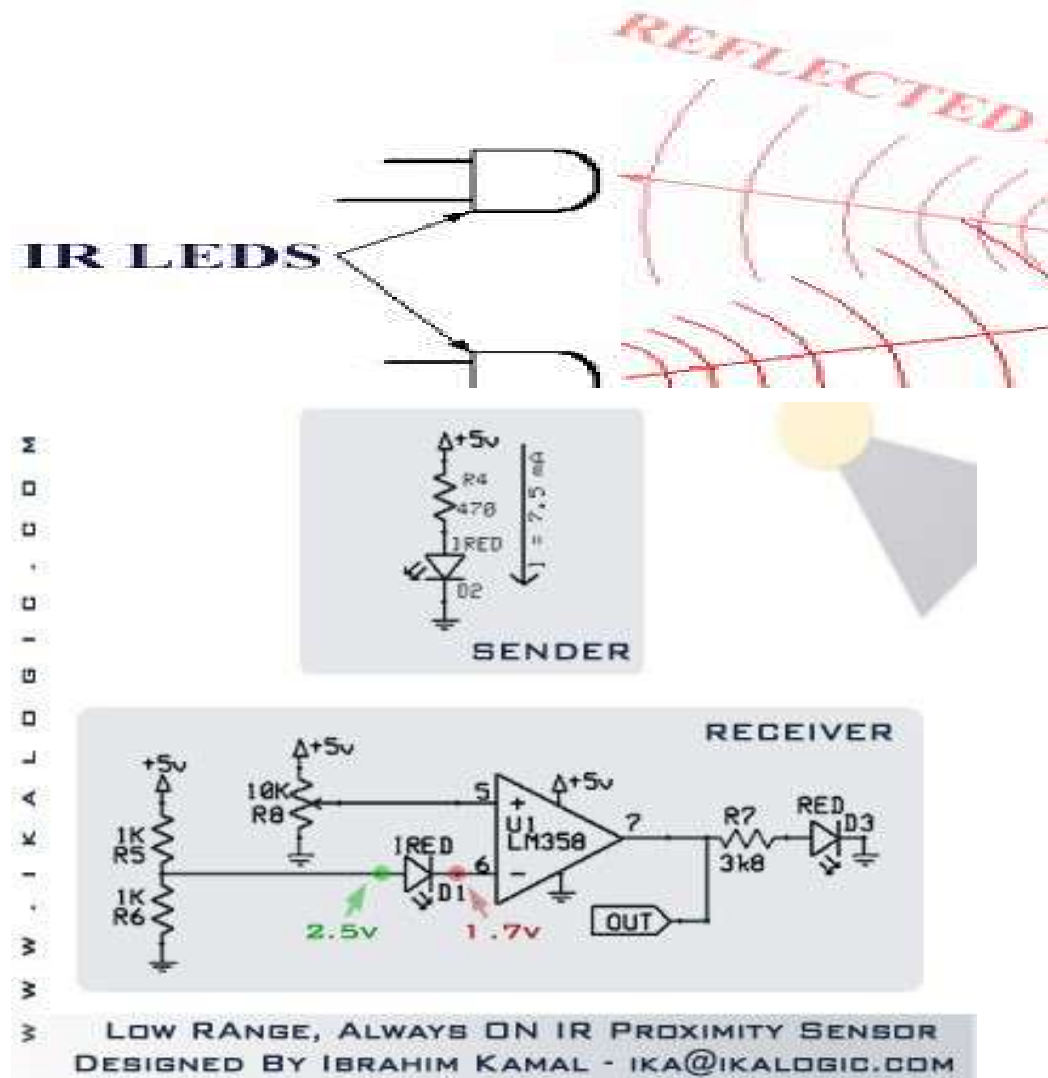 REFLECTED
IR LEDS
WWW.IKALOGIC.COM
+5v
R4
470
I = 7,5 mA
IRED
D2
SENDER
RECEIVER
+5v
+5v
+5v
10K
R8
5
+
U1
LM358
7
R7
3k8
RED
D3
1K
R5
IRED
D1
6
-
1K
R6
2.5v
1.7v
OUT
LOW RANGE, ALWAYS ON IR PROXIMITY SENSOR
DESIGNED BY IBRAHIM KAMAL - IKA@IKALOGIC.COM